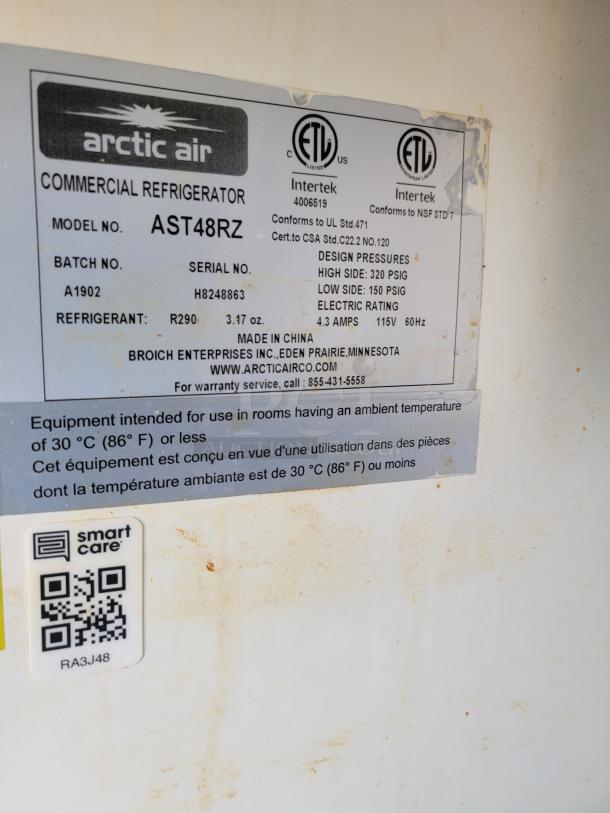 arctic air
C ETL US
LISTED
Intertek
4006519
ETL
SANITATION LISTED
Intertek
Conforms to NSF STD 7
COMMERCIAL REFRIGERATOR
MODEL NO. AST48RZ
Conforms to UL Std.471
Cert.to CSA Std.C22.2 NO.120
BATCH NO. SERIAL NO.
A1902 H8248863
DESIGN PRESSURES
HIGH SIDE: 320 PSIG
LOW SIDE: 150 PSIG
ELECTRIC RATING
REFRIGERANT: R290 3.17 oz. 4.3 AMPS 115V 60Hz
MADE IN CHINA
BROICH ENTERPRISES INC.,EDEN PRAIRIE,MINNESOTA
WWW.ARCTICAIRCO.COM
For warranty service, call : 855-431-5558
Equipment intended for use in rooms having an ambient temperature
of 30 °C (86° F) or less
Cet équipement est conçu en vue d'une utilisation dans des pièces
dont la température ambiante est de 30 °C (86° F) ou moins
smart
care
RA3J48